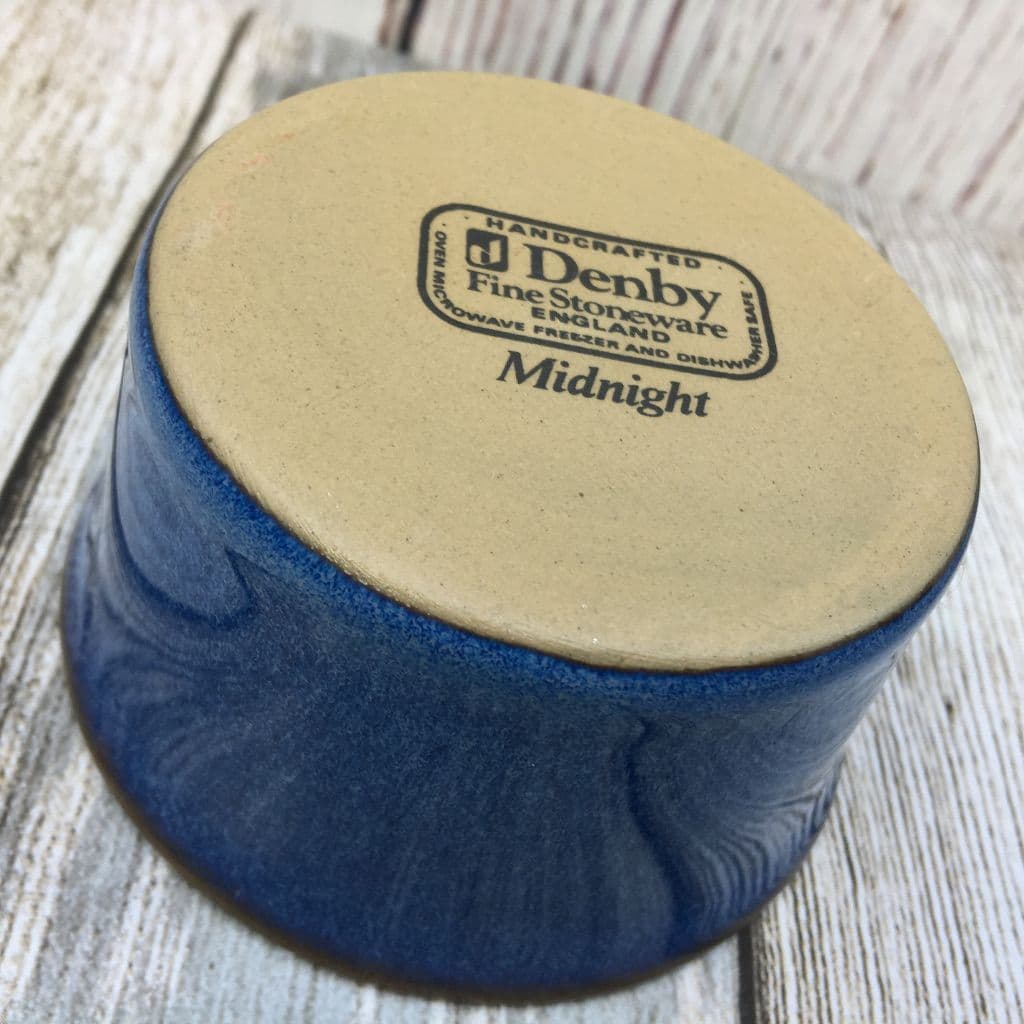 HANDCRAFTED
Denby
Fine Stoneware
ENGLAND
OVEN MICROWAVE FREEZER AND DISHWASHER SAFE
Midnight